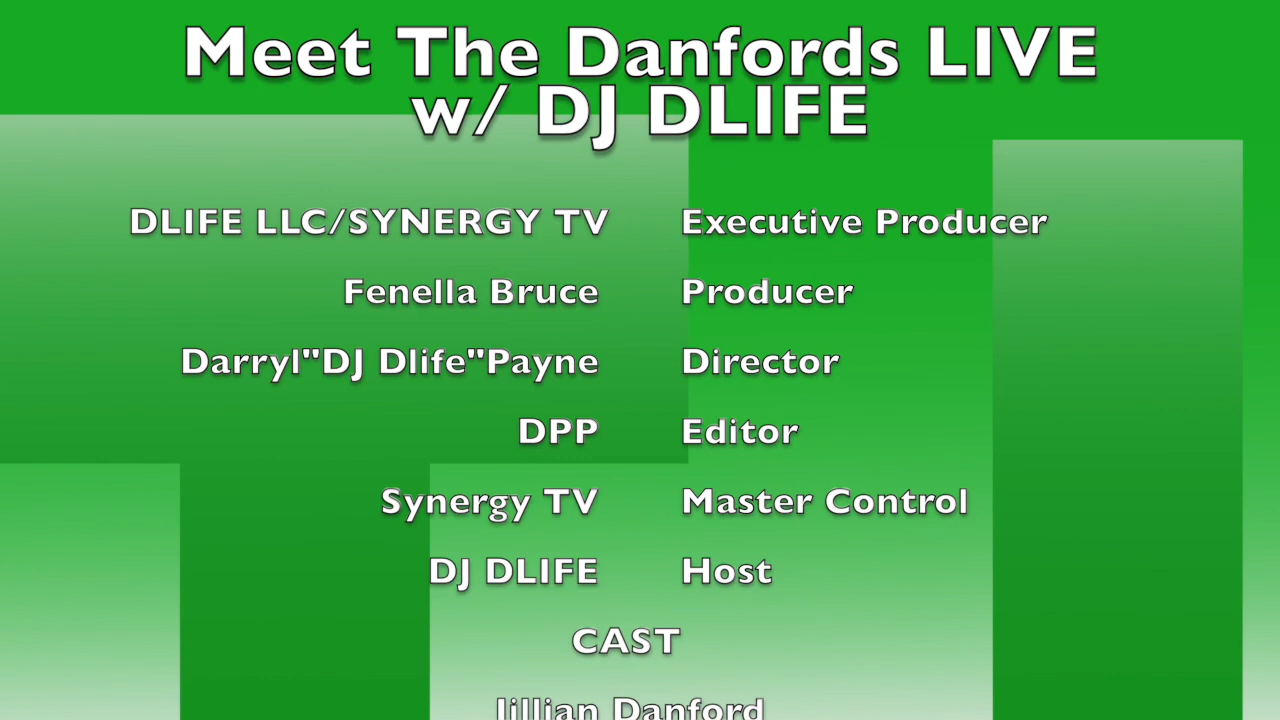 Meet The Danfords LIVE
w/ DJ DLIFE
DLIFE LLC/SYNERGY TV Executive Producer
Fenella Bruce Producer
Darryl"DJ Dlife"Payne Director
DPP Editor
Synergy TV Master Control
DJ DLIFE Host
CAST
Jillian Danford